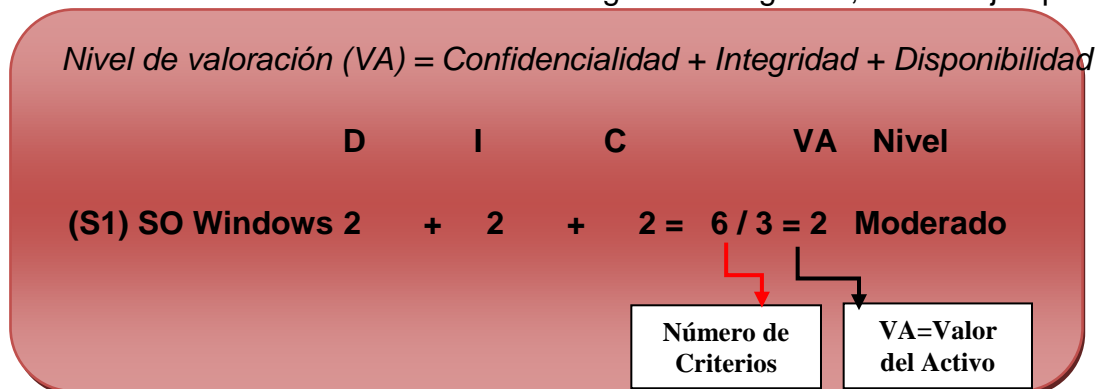 Nivel de valoración (VA) = Confidencialidad + Integridad + Disponibilidad
D I C VA Nivel
(S1) SO Windows 2 + 2 + 2 = 6 / 3 = 2 Moderado
Número de
Criterios
VA=Valor
del Activo